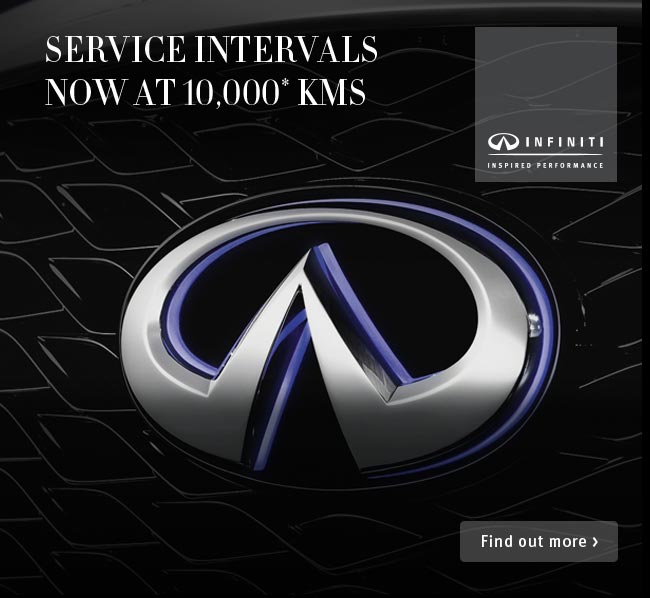 SERVICE INTERVALS
NOW AT 10,000* KMS
INFINITI
INSPIRED PERFORMANCE
Find out more ›